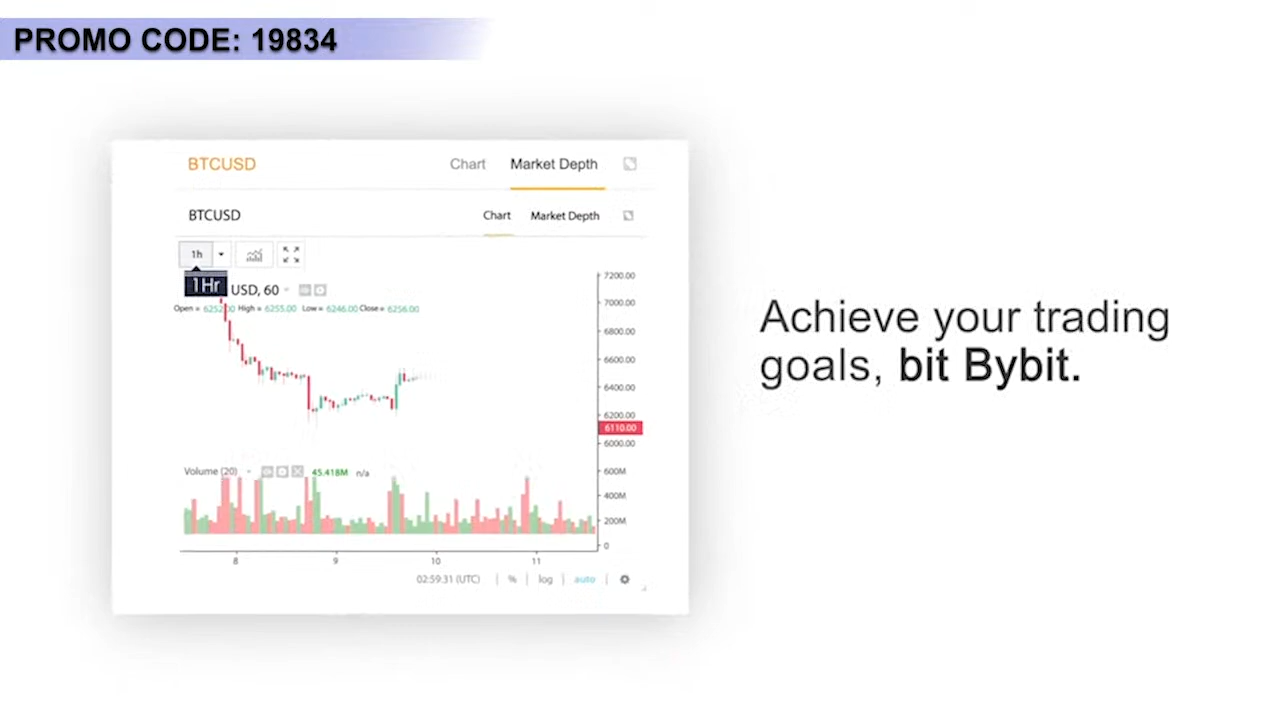 PROMO CODE: 19834
BTCUSD Chart Market Depth
BTCUSD Chart Market Depth
1h
1Hr USD, 60
Open = 6252.00 High = 6255.00 Low= 6246.00 Close= 6256.00
7200.00
7000.00
6800.00
6600.00
6400.00
6200.00
6110.00
6000.00
Achieve your trading
goals, bit Bybit.
Volume (20) 45.418M n/a
600M
400M
200M
0
8 9 10 11
02:59:31 (UTC) % log auto